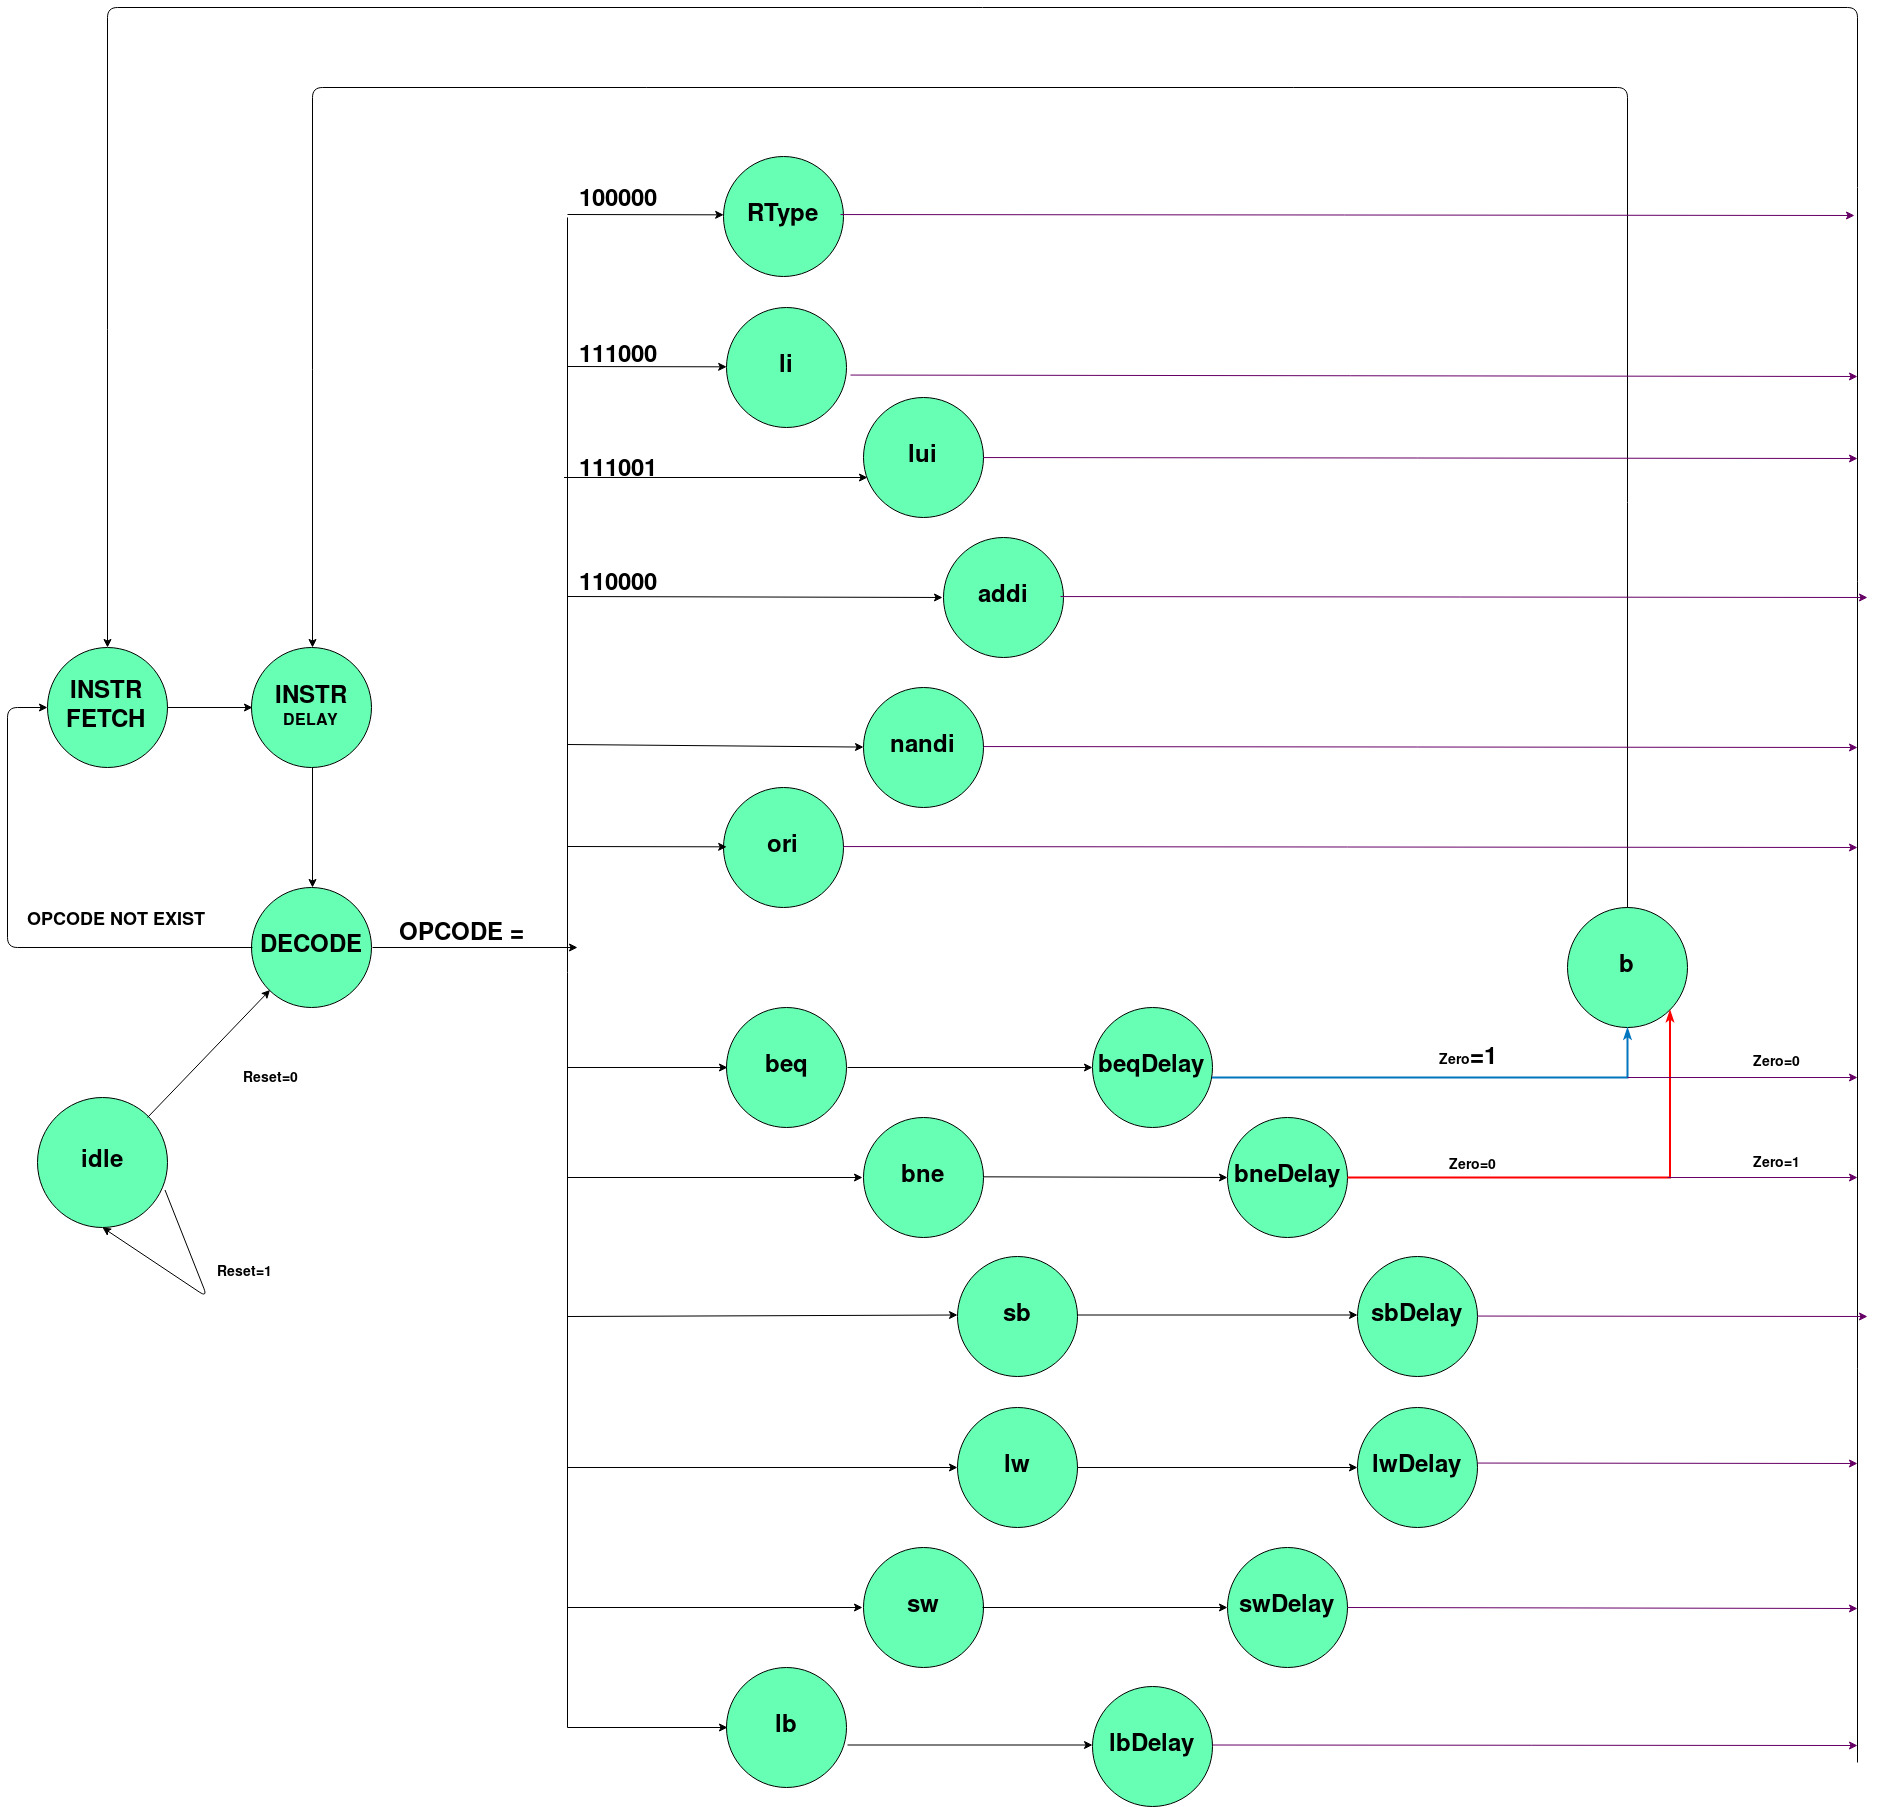 100000
RType
111000
li
111001
lui
110000
addi
INSTR
FETCH
INSTR
DELAY
nandi
ori
OPCODE NOT EXIST
DECODE
OPCODE =
b
beq
beqDelay
Zero=1
Zero=0
Reset=0
idle
bne
bneDelay
Zero=0
Zero=1
Reset=1
sb
sbDelay
lw
lwDelay
sw
swDelay
lb
lbDelay